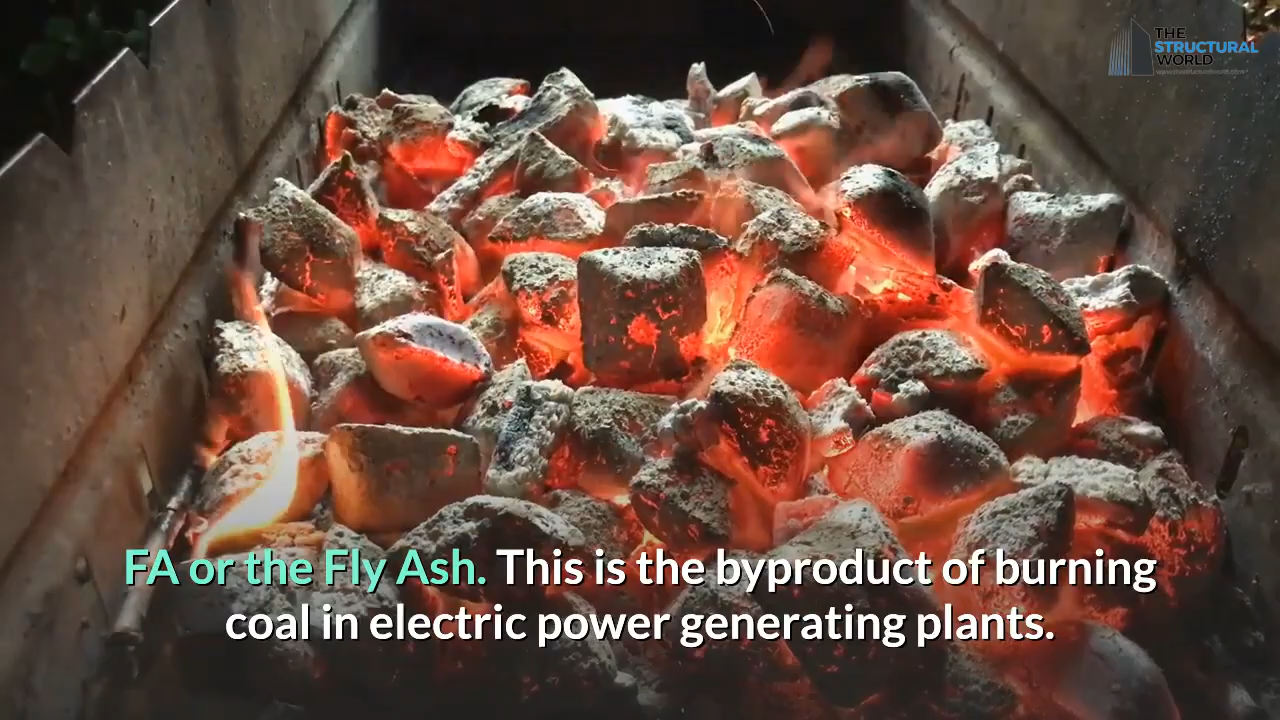 THE
STRUCTURAL
WORLD
FA or the Fly Ash. This is the byproduct of burning
coal in electric power generating plants.